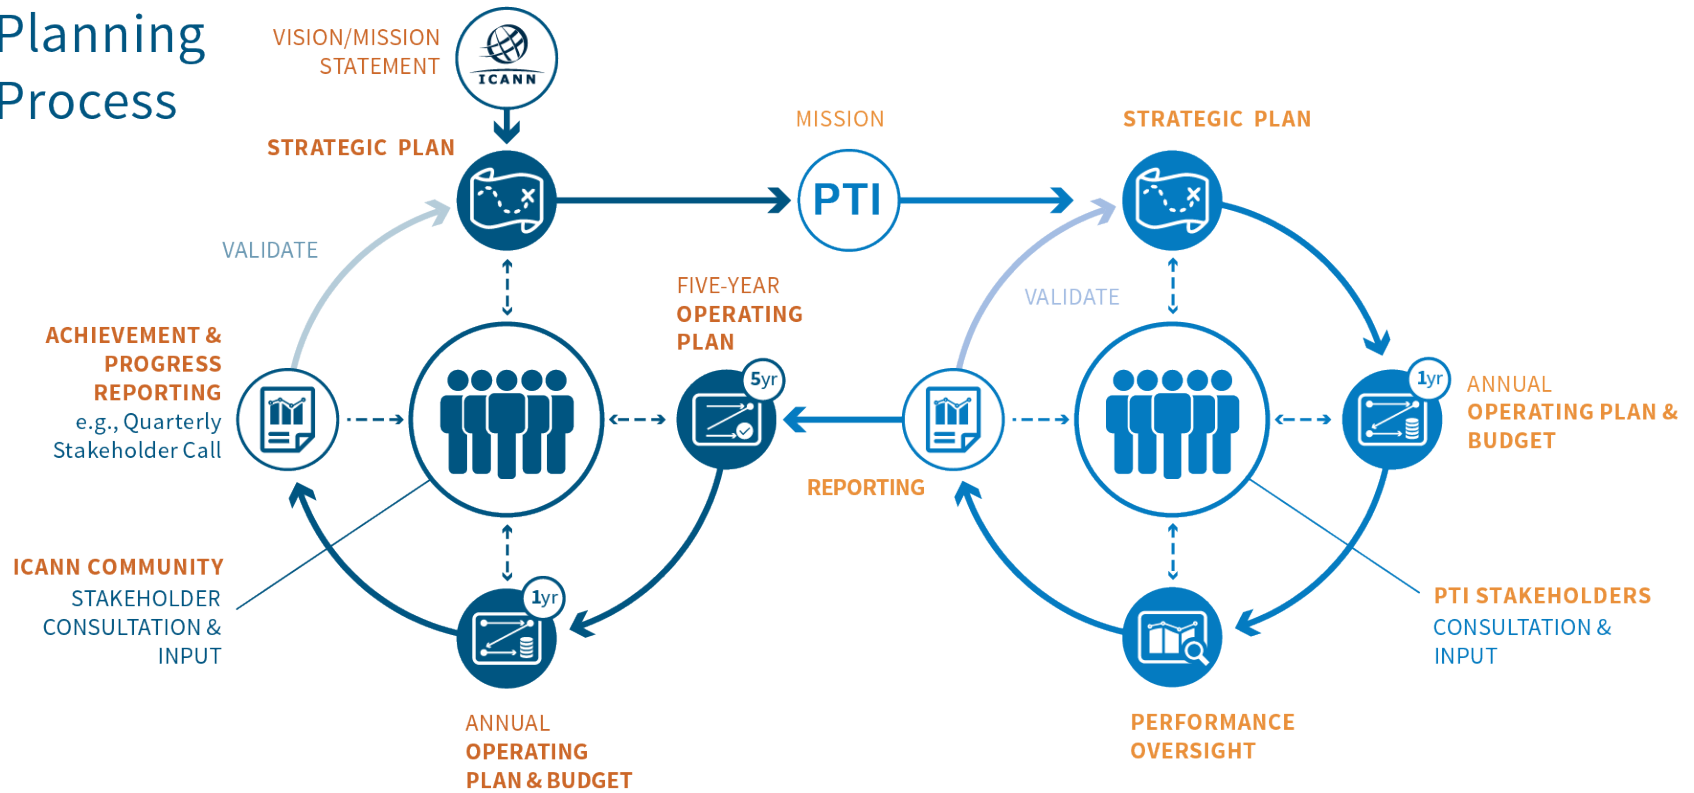 Planning
Process
VISION/MISSION
STATEMENT
ICANN
STRATEGIC PLAN
MISSION
PTI
STRATEGIC PLAN
VALIDATE
VALIDATE
FIVE-YEAR
OPERATING
PLAN
5yr
ACHIEVEMENT &
PROGRESS
REPORTING
e.g., Quarterly
Stakeholder Call
1yr
ANNUAL
OPERATING PLAN &
BUDGET
REPORTING
ICANN COMMUNITY
STAKEHOLDER
CONSULTATION &
INPUT
1yr
PTI STAKEHOLDERS
CONSULTATION &
INPUT
ANNUAL
OPERATING
PLAN & BUDGET
PERFORMANCE
OVERSIGHT